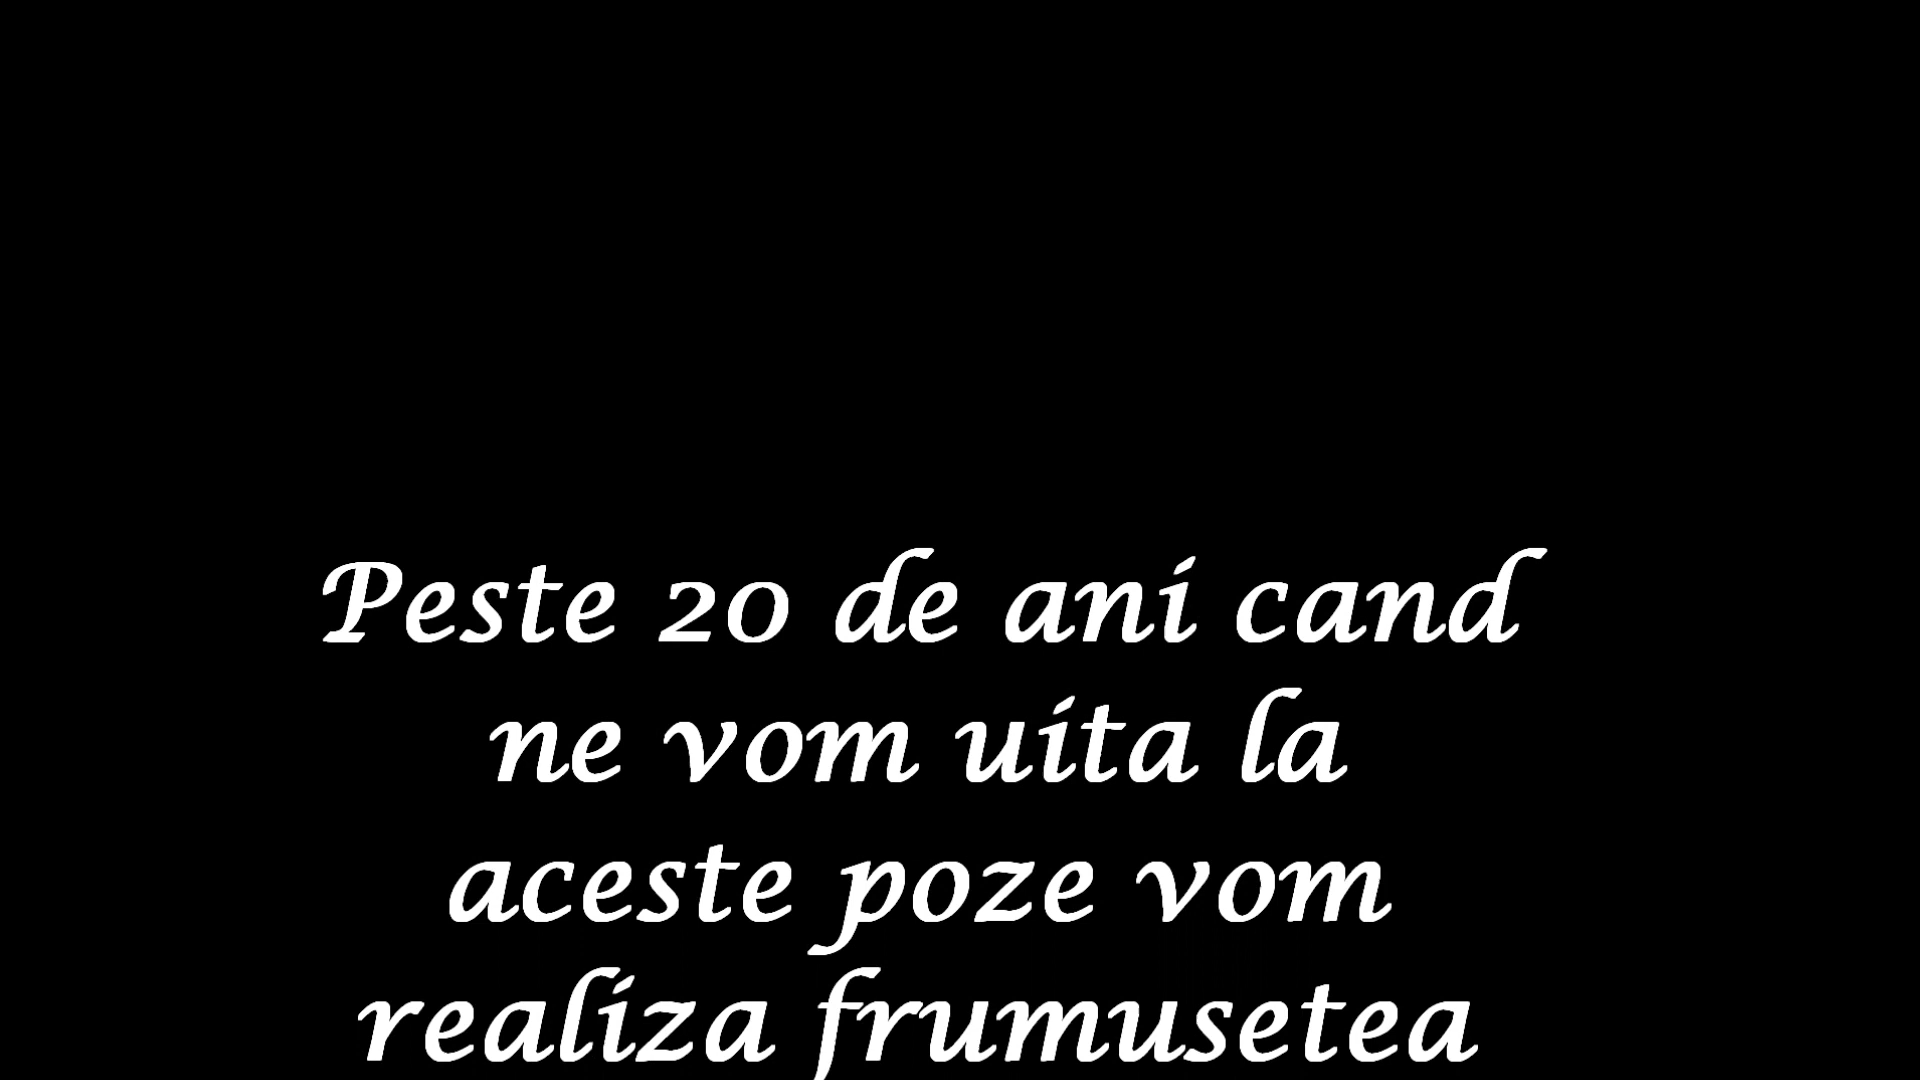 Peste 20 de ani cand
ne vom uita la
aceste poze vom
realiza frumusetea